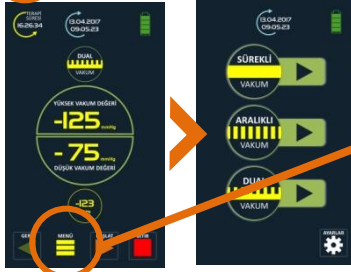 TERAPİ
SÜRESİ
16:26:34
13.04.2017
09:05:23
DUAL
VAKUM
YÜKSEK VAKUM DEĞERİ
-125 mmHg
- 75 mmHg
DÜŞÜK VAKUM DEĞERİ
-123
MENÜ
13.04.2017
09:05:23
SÜREKLİ
VAKUM
ARALIKLI
VAKUM
DUAL
VAKUM
AYARLAR